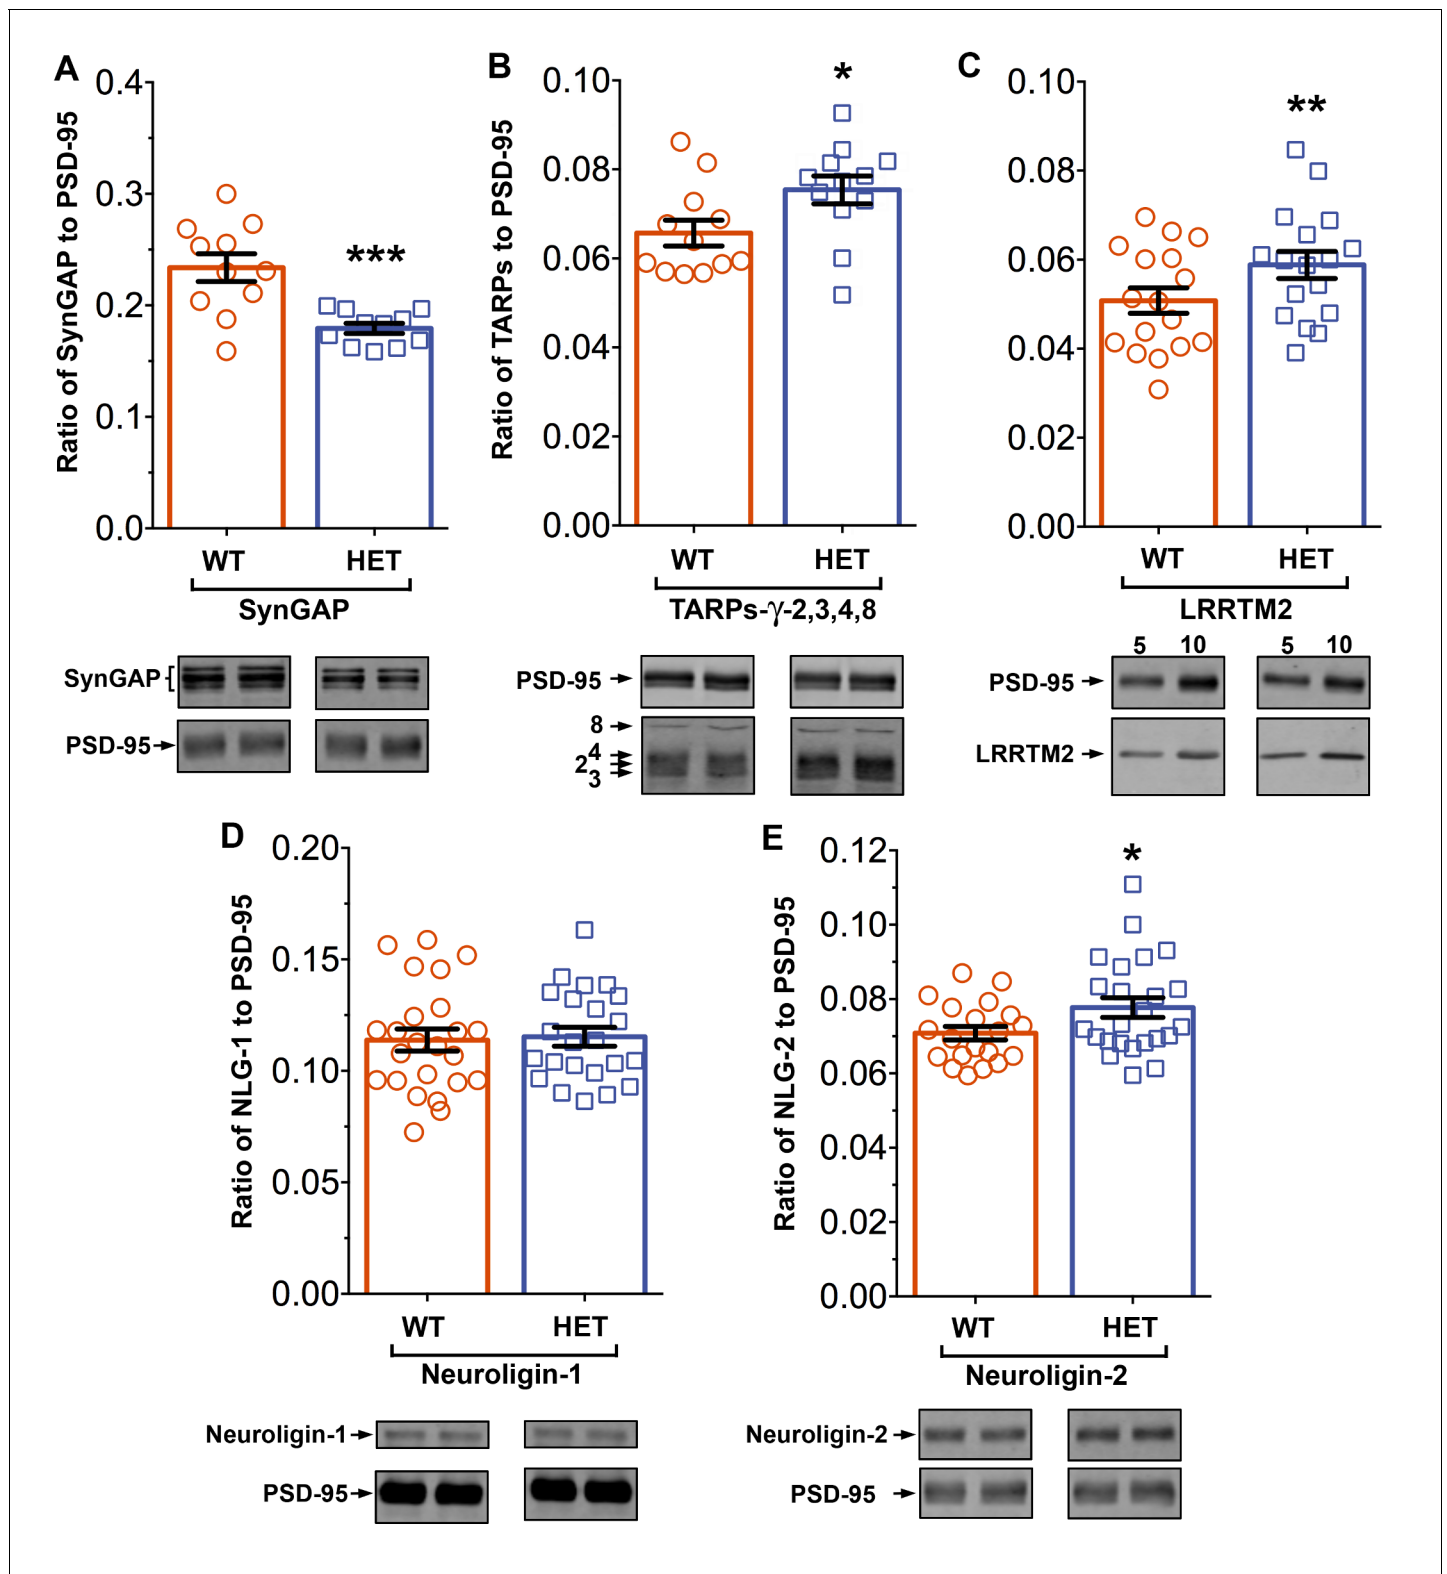 A
Ratio of SynGAP to PSD-95
0.4
0.3
0.2
0.1
0.0
***
WT HET
SynGAP
SynGAP
PSD-95
B
Ratio of TARPs to PSD-95
0.10
0.08
0.06
0.04
0.02
0.00
*
WT HET
TARPs-γ-2,3,4,8
PSD-95
8
4
2
3
C
0.10
0.08
0.06
0.04
0.02
0.00
**
WT HET
LRRTM2
5 10 5 10
PSD-95
LRRTM2
D
Ratio of NLG-1 to PSD-95
0.20
0.15
0.10
0.05
0.00
WT HET
Neuroligin-1
Neuroligin-1
PSD-95
E
Ratio of NLG-2 to PSD-95
0.12
0.10
0.08
0.06
0.04
0.02
0.00
*
WT HET
Neuroligin-2
Neuroligin-2
PSD-95